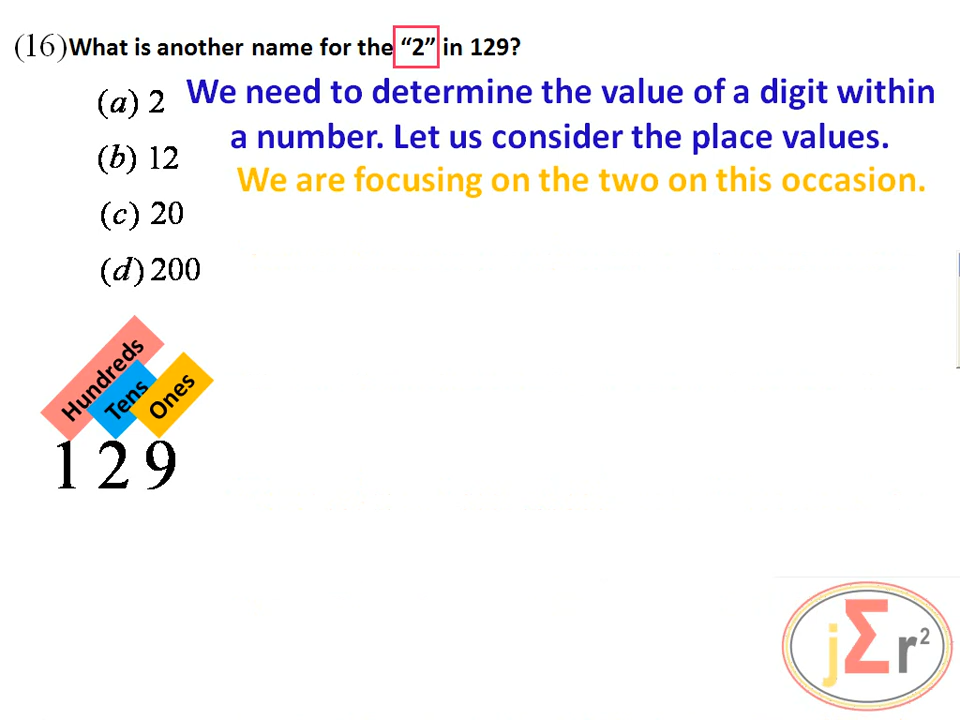 (16)What is another name for the “2” in 129?
(a) 2
We need to determine the value of a digit within
a number. Let us consider the place values.
(b) 12
We are focusing on the two on this occasion.
(c) 20
(d) 200
Hundreds
Tens
Ones
1 2 9
jΣr²